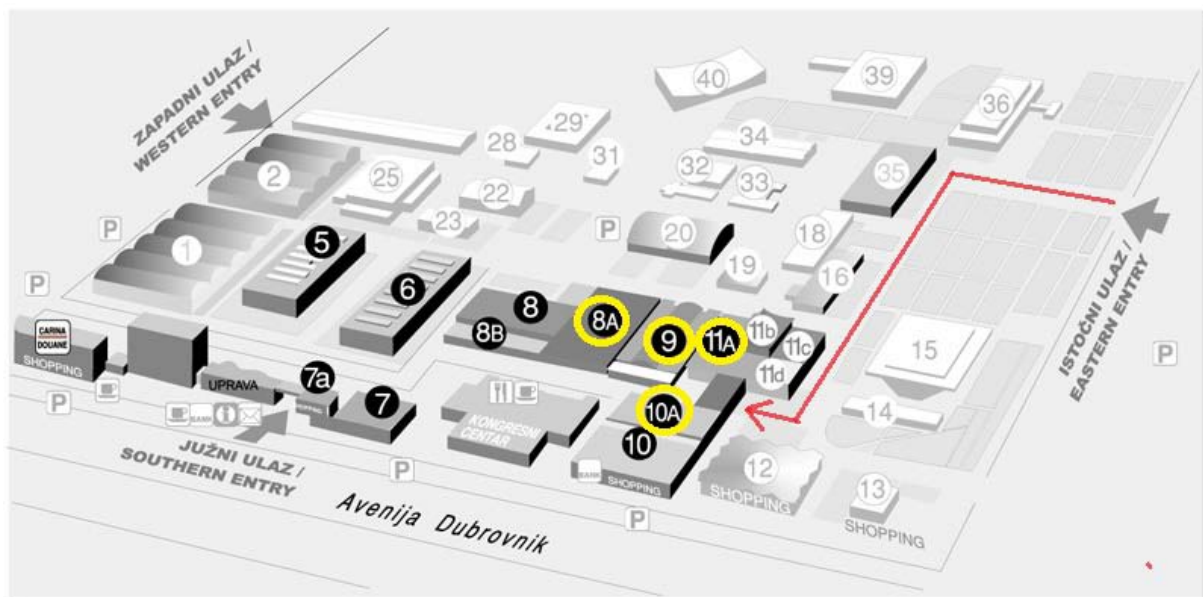 ZAPADNI ULAZ /
WESTERN ENTRY
40
39
36
29
28
34
31
32
33
35
25
2
22
23
P
P
20
18
19
16
1
5
6
8
8A
8B
9
11A
11b
11c
11d
15
14
ISTOČNI ULAZ /
EASTERN ENTRY
P
P
CARINA
DOUANE
SHOPPING
UPRAVA
7a
SHOPPING
7
KONGRESNI
CENTAR
10A
10
BANK
SHOPPING
12
SHOPPING
13
SHOPPING
P
BANK
i
JUŽNI ULAZ /
SOUTHERN ENTRY
P
P
Avenija Dubrovnik